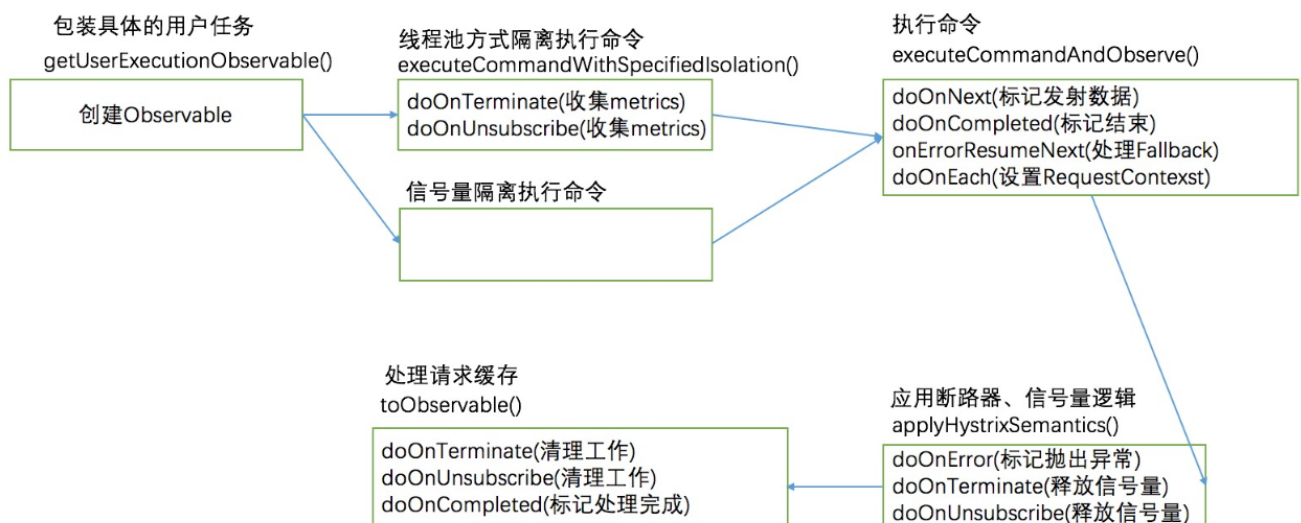 包装具体的用户任务
getUserExecutionObservable()
创建Observable
线程池方式隔离执行命令
executeCommandWithSpecifiedIsolation()
doOnTerminate(收集metrics)
doOnUnsubscribe(收集metrics)
信号量隔离执行命令
执行命令
executeCommandAndObserve()
doOnNext(标记发射数据)
doOnCompleted(标记结束)
onErrorResumeNext(处理Fallback)
doOnEach(设置RequestContexst)
处理请求缓存
toObservable()
doOnTerminate(清理工作)
doOnUnsubscribe(清理工作)
doOnCompleted(标记处理完成)
应用断路器、信号量逻辑
applyHystrixSemantics()
doOnError(标记抛出异常)
doOnTerminate(释放信号量)
doOnUnsubscribe(释放信号量)